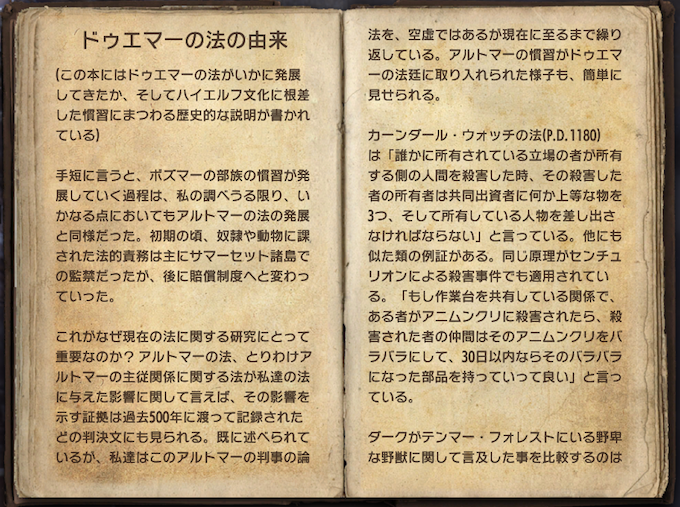 ドゥエマーの法の由来
(この本にはドゥエマーの法がいかに発展
してきたか、そしてハイエルフ文化に根差
した慣習にまつわる歴史的な説明が書かれ
ている)
手短に言うと、ボズマーの部族の慣習が発
展していく過程は、私の調べうる限り、い
かなる点においてもアルトマーの法の発展
と同様だった。初期の頃、奴隷や動物に課
された法的責務は主にサマーセット諸島で
の監禁だったが、後に賠償制度へと変わっ
ていった。
これがなぜ現在の法に関する研究にとって
重要なのか？アルトマーの法、とりわけア
ルトマーの主従関係に関する法が私達の法
に与えた影響に関して言えば、その影響を
示す証拠は過去500年に渡って記録された
どの判決文にも見られる。既に述べられて
いるが、私達はこのアルトマーの判事の論
法を、空虚ではあるが現在に至るまで繰り
返している。アルトマーの慣習がドゥエマ
ーの法廷に取り入れられた様子も、簡単に
見せられる。
カーンダール・ウォッチの法(P.D.1180)
は「誰かに所有されている立場の者が所有
する側の人間を殺害した時、その殺害した
者の所有者は共同出資者に何か上等な物を
3つ、そして所有している人物を差し出さ
なければならない」と言っている。他にも
似た類の例証がある。同じ原理がセンチュ
リオンによる殺害事件でも適用されてい
る。「もし作業台を共有している関係で、
ある者がアニムンクリに殺害されたら、殺
害された者の仲間はそのアニムンクリをバ
ラバラにして、30日以内ならそのバラバラ
になった部品を持っていって良い」と言っ
ている。
ダークがテンマー・フォレストにいる野卑
な野獣に関して言及した事を比較するのは